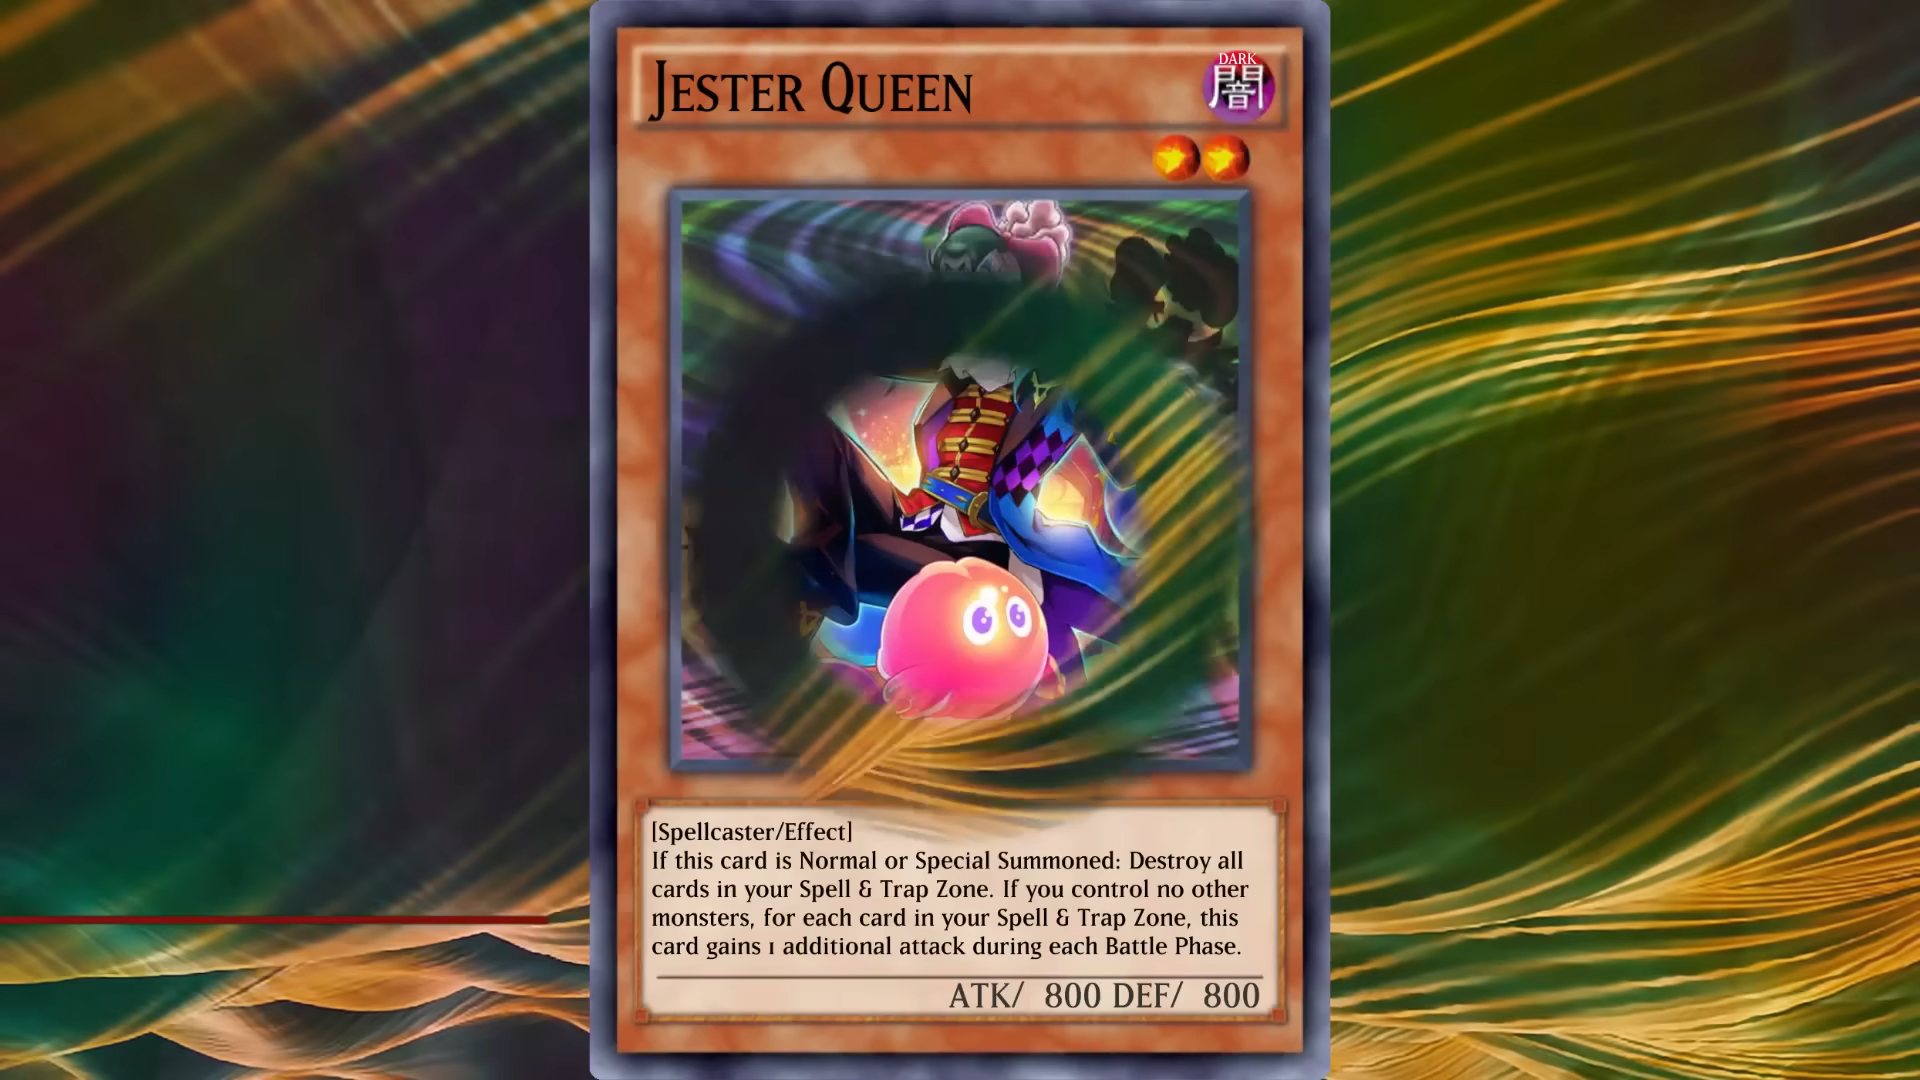 Jester Queen
DARK
闇
[Spellcaster/Effect]
If this card is Normal or Special Summoned: Destroy all
cards in your Spell & Trap Zone. If you control no other
monsters, for each card in your Spell & Trap Zone, this
card gains 1 additional attack during each Battle Phase.
ATK/ 800 DEF/ 800